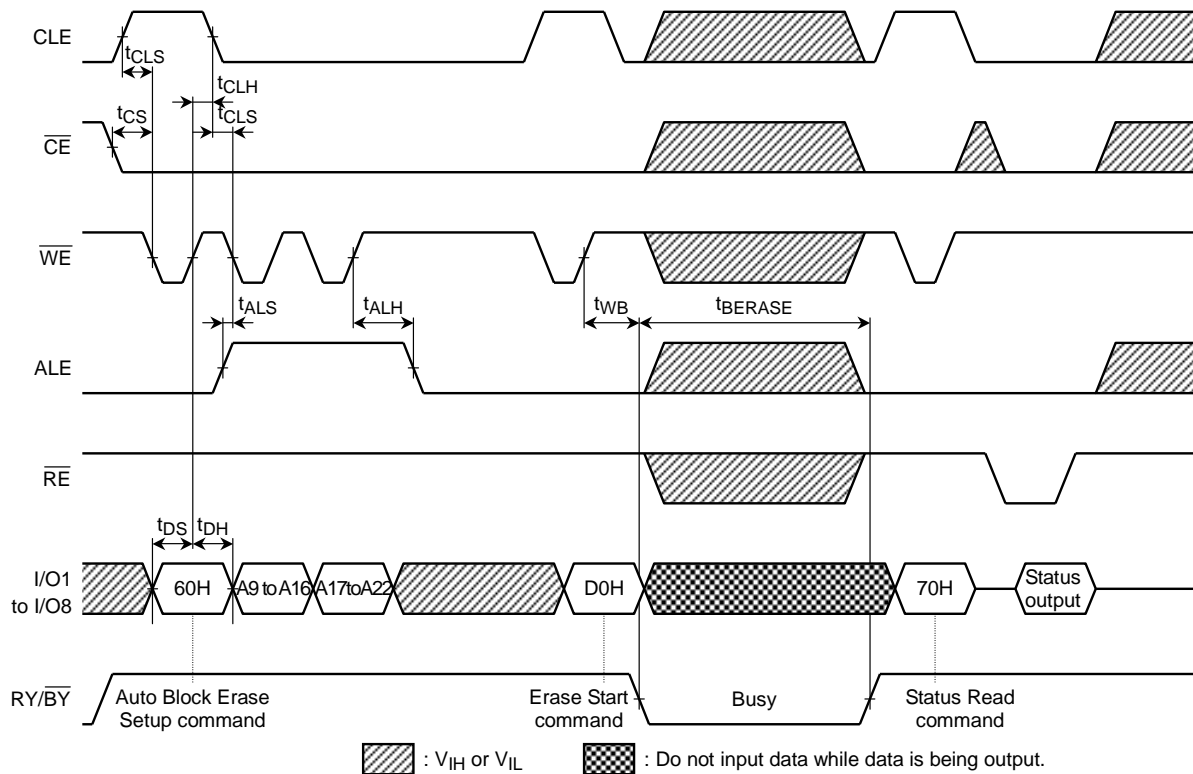 CLE
tCLS
tCLH
tCS
tCLS
CE
WE
tALS
tALH
tWB
tBERASE
ALE
RE
tDS
tDH
I/O1
to I/O8
60H
A9 to A16
A17 to A22
D0H
70H
Status
output
RY/BY
Auto Block Erase
Setup command
Erase Start
command
Busy
Status Read
command
: VIH or VIL
: Do not input data while data is being output.